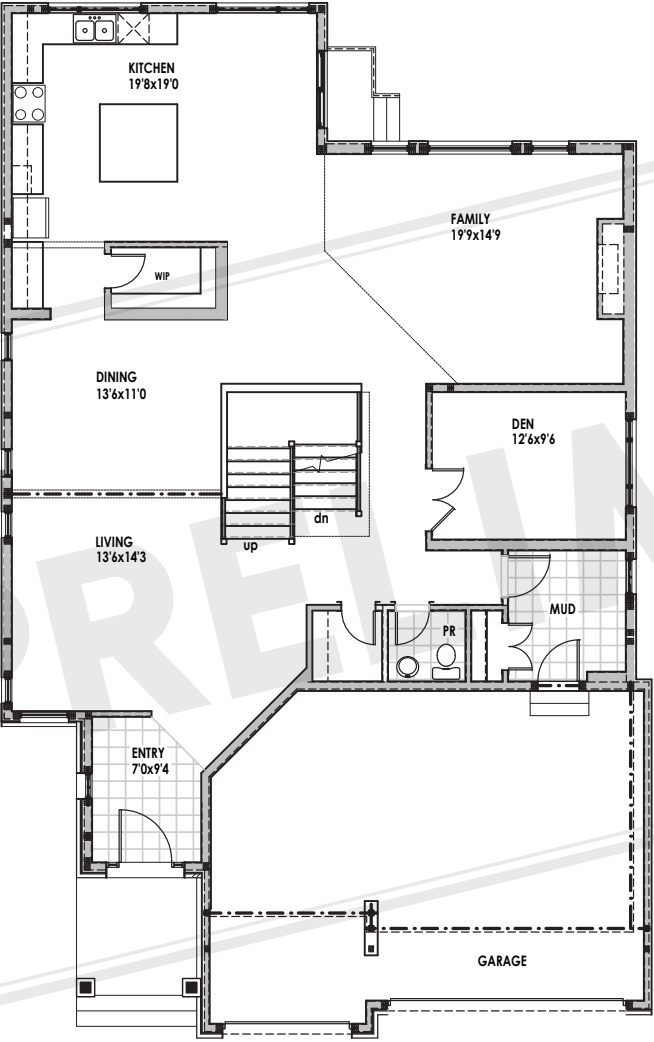 KITCHEN
19'8x19'0
FAMILY
19'9x14'9
WIP
DINING
13'6x11'0
DEN
12'6x9'6
dn
up
LIVING
13'6x14'3
MUD
PR
ENTRY
7'0x9'4
GARAGE
PRELIM